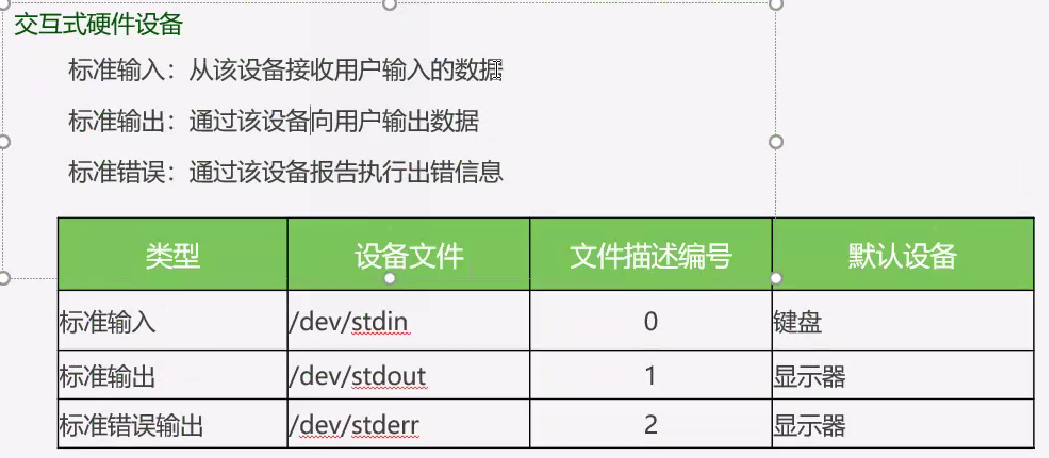 交互式硬件设备
标准输入：从该设备接收用户输入的数据
标准输出：通过该设备向用户输出数据
标准错误：通过该设备报告执行出错信息
类型 设备文件 文件描述编号 默认设备
标准输入 /dev/stdin 0 键盘
标准输出 /dev/stdout 1 显示器
标准错误输出 /dev/stderr 2 显示器